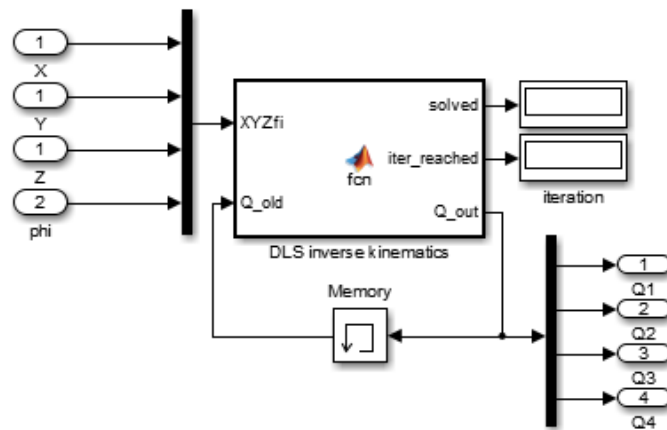 1
X
1
Y
1
Z
2
phi
XYZfi
Q_old
fcn
solved
iter_reached
Q_out
DLS inverse kinematics
iteration
Memory
1
Q1
2
Q2
3
Q3
4
Q4